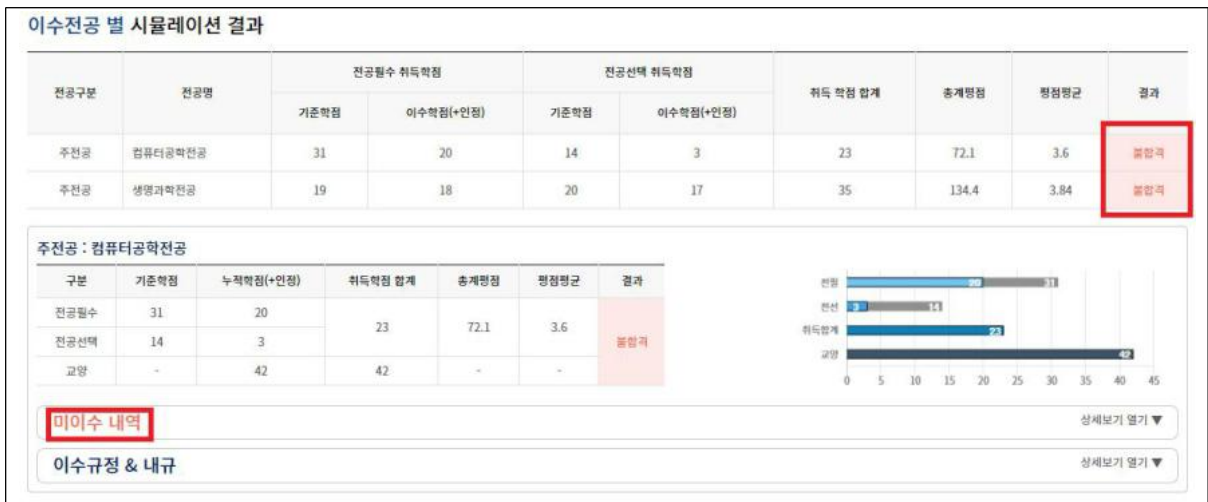 이수전공 별 시뮬레이션 결과
전공구분 전공명 전공필수 취득학점 전공선택 취득학점 취득 학점 합계 총계평점 평점평균 결과
기준학점 이수학점(+인정) 기준학점 이수학점(+인정)
주전공 컴퓨터공학전공 31 20 14 3 23 72.1 3.6 불합격
주전공 생명과학전공 19 18 20 17 35 134.4 3.84 불합격
주전공 : 컴퓨터공학전공
구분 기준학점 누적학점(+인정) 취득학점 합계 총계평점 평점평균 결과
전공필수 31 20 23 72.1 3.6 불합격
전공선택 14 3
교양 - 42 42 - -
전필 20 31
전선 3 14
취득합계 23
교양 42
0 5 10 15 20 25 30 35 40 45
미이수 내역 상세보기 열기 ▼
이수규정 & 내규 상세보기 열기 ▼